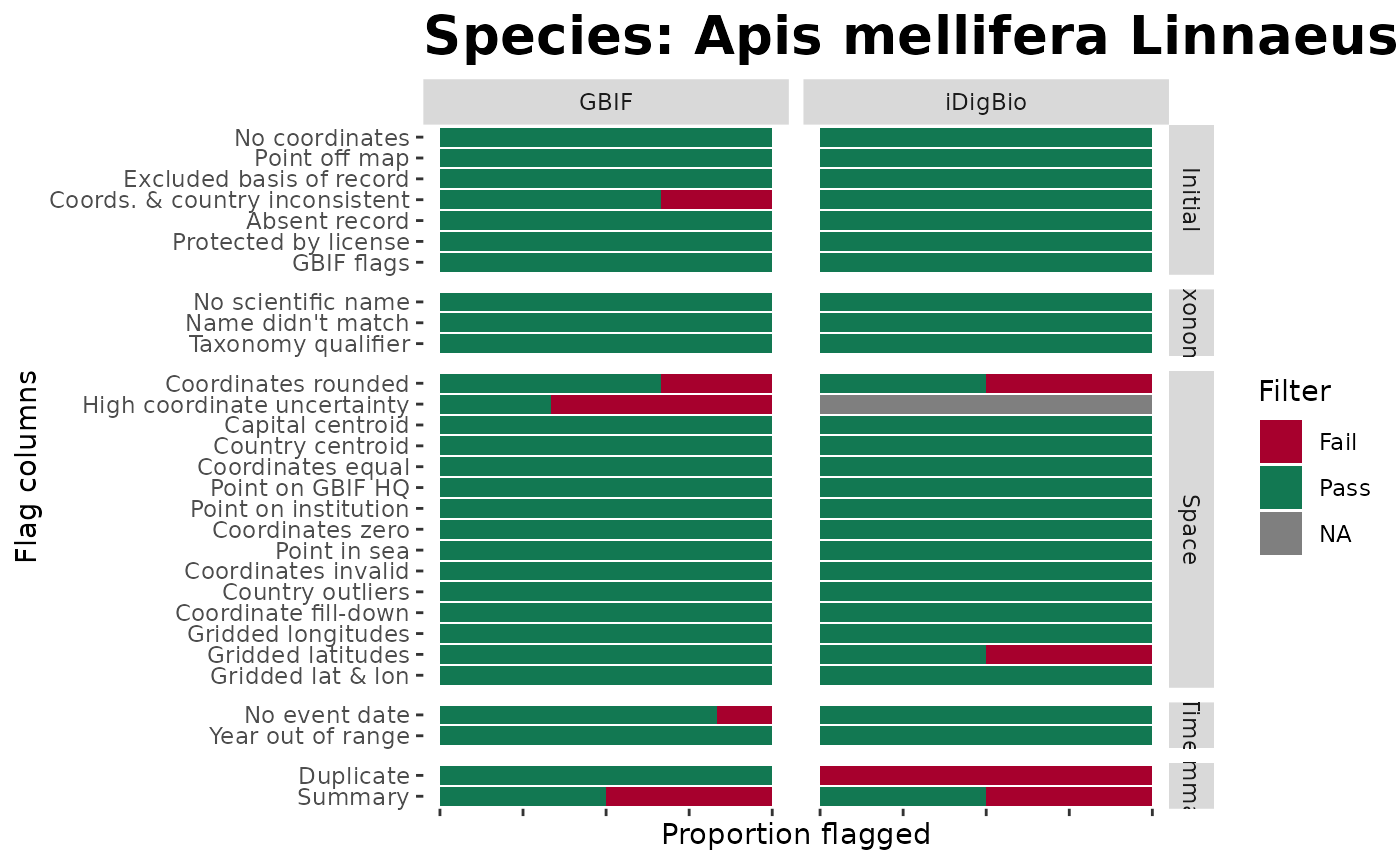 Species: Apis mellifera Linnaeus
GBIF
iDigBio
No coordinates
Point off map
Excluded basis of record
Coords. & country inconsistent
Absent record
Protected by license
GBIF flags
Initial
No scientific name
Name didn't match
Taxonomy qualifier
xonon
Coordinates rounded
High coordinate uncertainty
Capital centroid
Country centroid
Coordinates equal
Point on GBIF HQ
Point on institution
Coordinates zero
Point in sea
Coordinates invalid
Country outliers
Coordinate fill-down
Gridded longitudes
Gridded latitudes
Gridded lat & lon
Space
No event date
Year out of range
Time
Duplicate
Summary
mma
Flag columns
Proportion flagged
Filter
Fail
Pass
NA